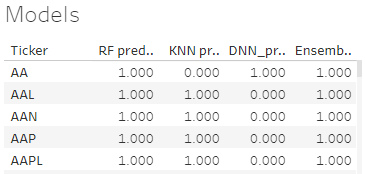 Models
Ticker RF pred.. KNN pr.. DNN_pr.. Ensemb..
AA 1.000 0.000 1.000 1.000
AAL 1.000 1.000 0.000 1.000
AAN 1.000 1.000 0.000 1.000
AAP 1.000 1.000 0.000 1.000
AAPL 1.000 1.000 0.000 1.000